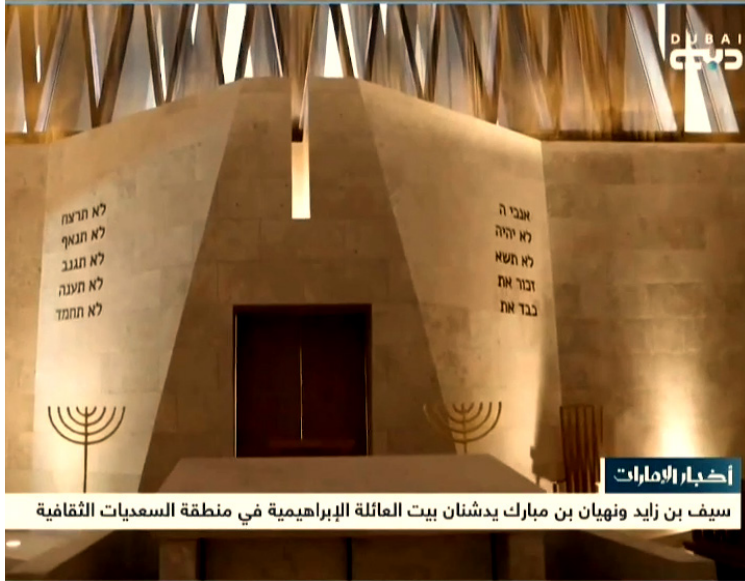 DUBAI
دبي
אנכי ה
לא יהיה
לא תשא
זכור את
כבד את
לא תרצח
לא תנאף
לא תגנב
לא תענה
לא תחמד
أخبار الإمارات
سيف بن زايد ونهيان بن مبارك يدشنان بيت العائلة الإبراهيمية في منطقة السعديات الثقافية